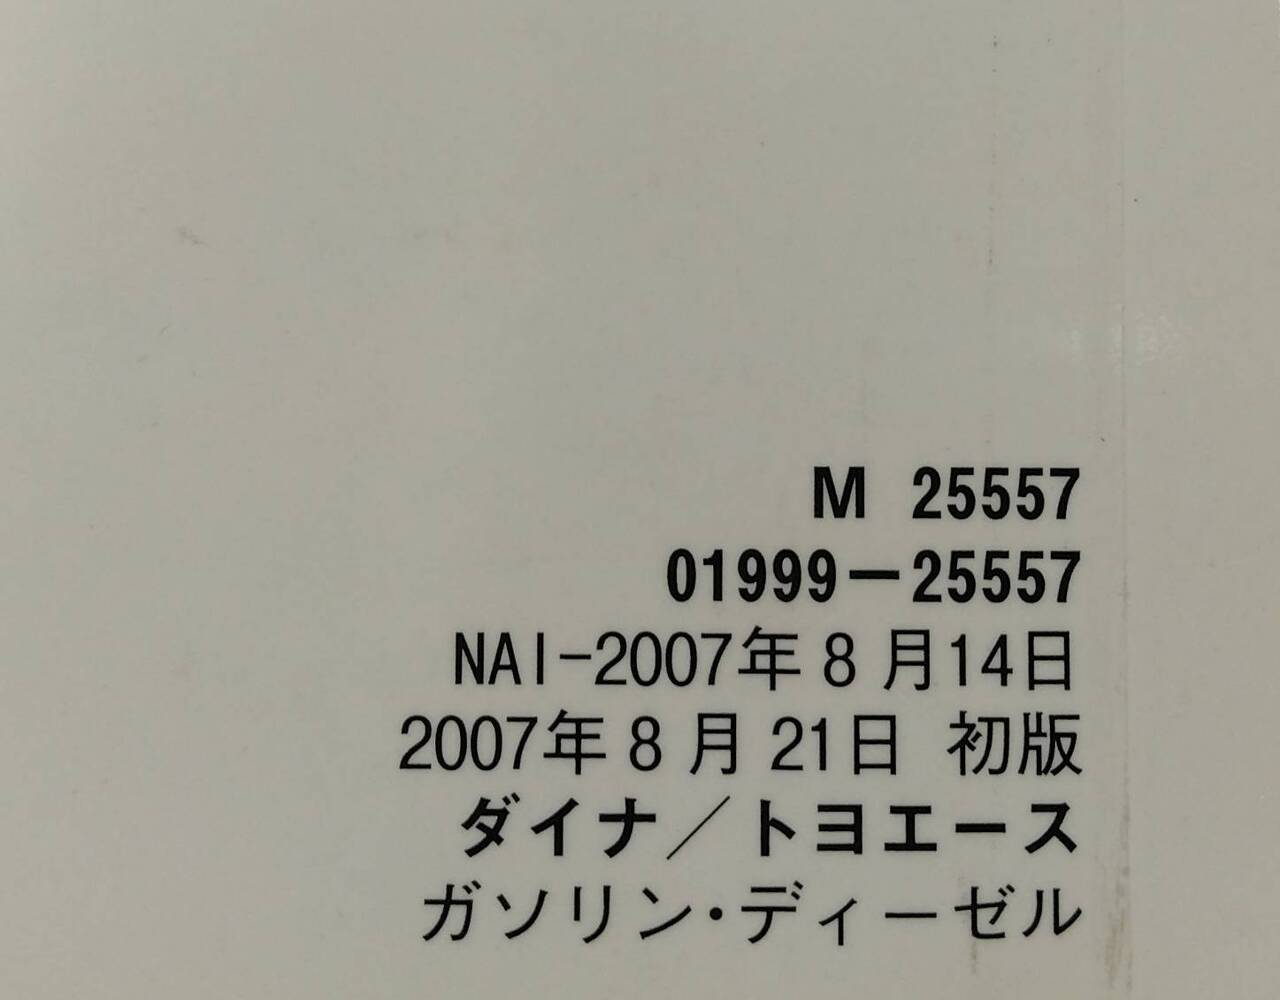 M 25557
01999-25557
NAI-2007年8月14日
2007年8月21日 初版
ダイナ/トヨエース
ガソリン・ディーゼル